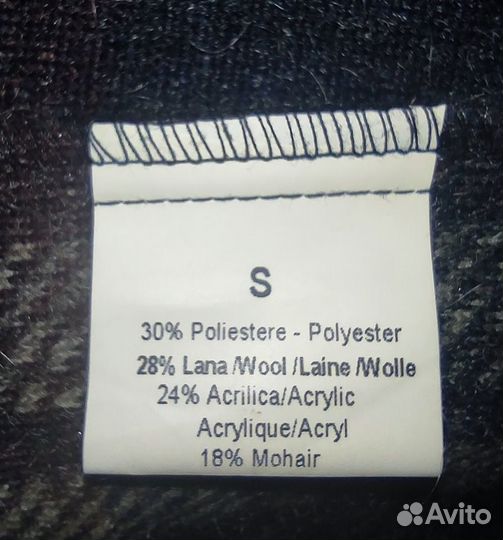 S
30% Poliestere - Polyester
28% Lana/Wool/Laine/Wolle
24% Acrilica/Acrylic
Acrylique/Acryl
18% Mohair
Avito